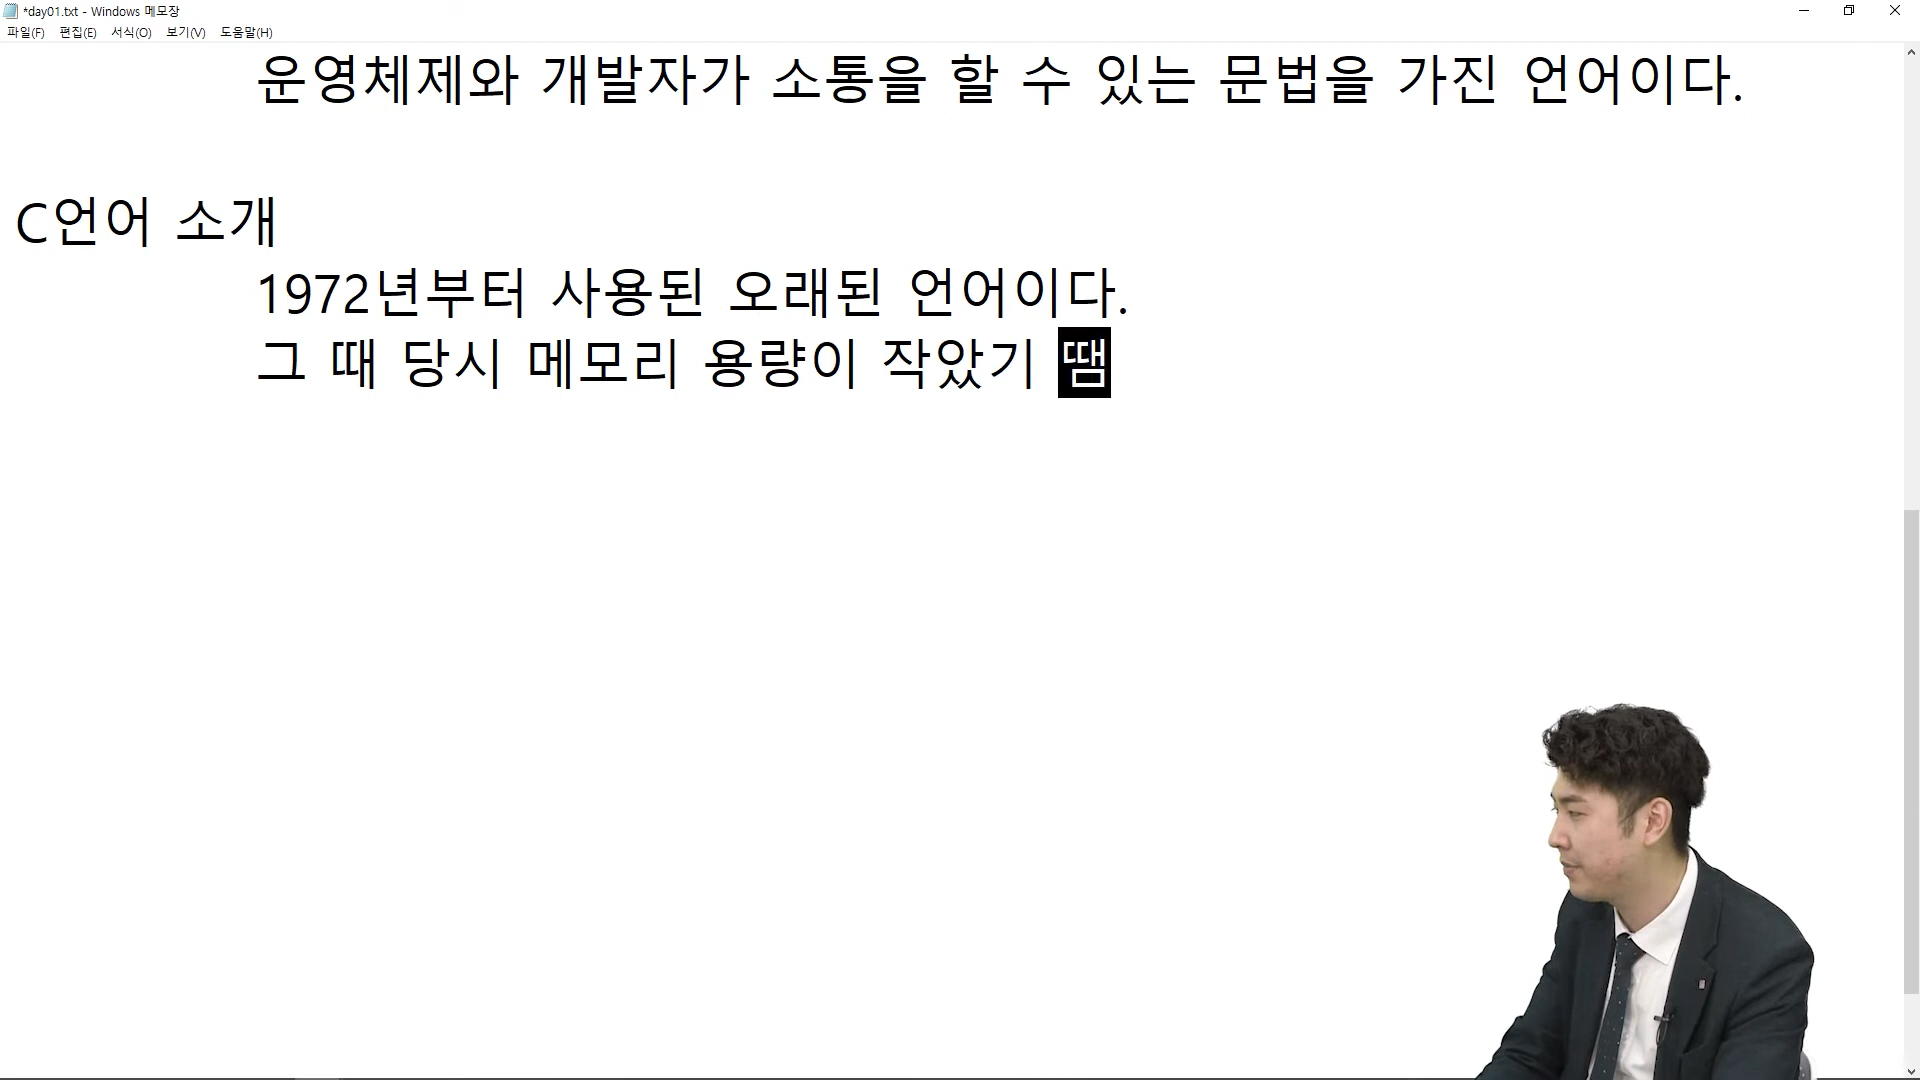 *day01.txt - Windows 메모장
파일(F) 편집(E) 서식(O) 보기(V) 도움말(H)
운영체제와 개발자가 소통을 할 수 있는 문법을 가진 언어이다.
C언어 소개
1972년부터 사용된 오래된 언어이다.
그 때 당시 메모리 용량이 작았기 땜